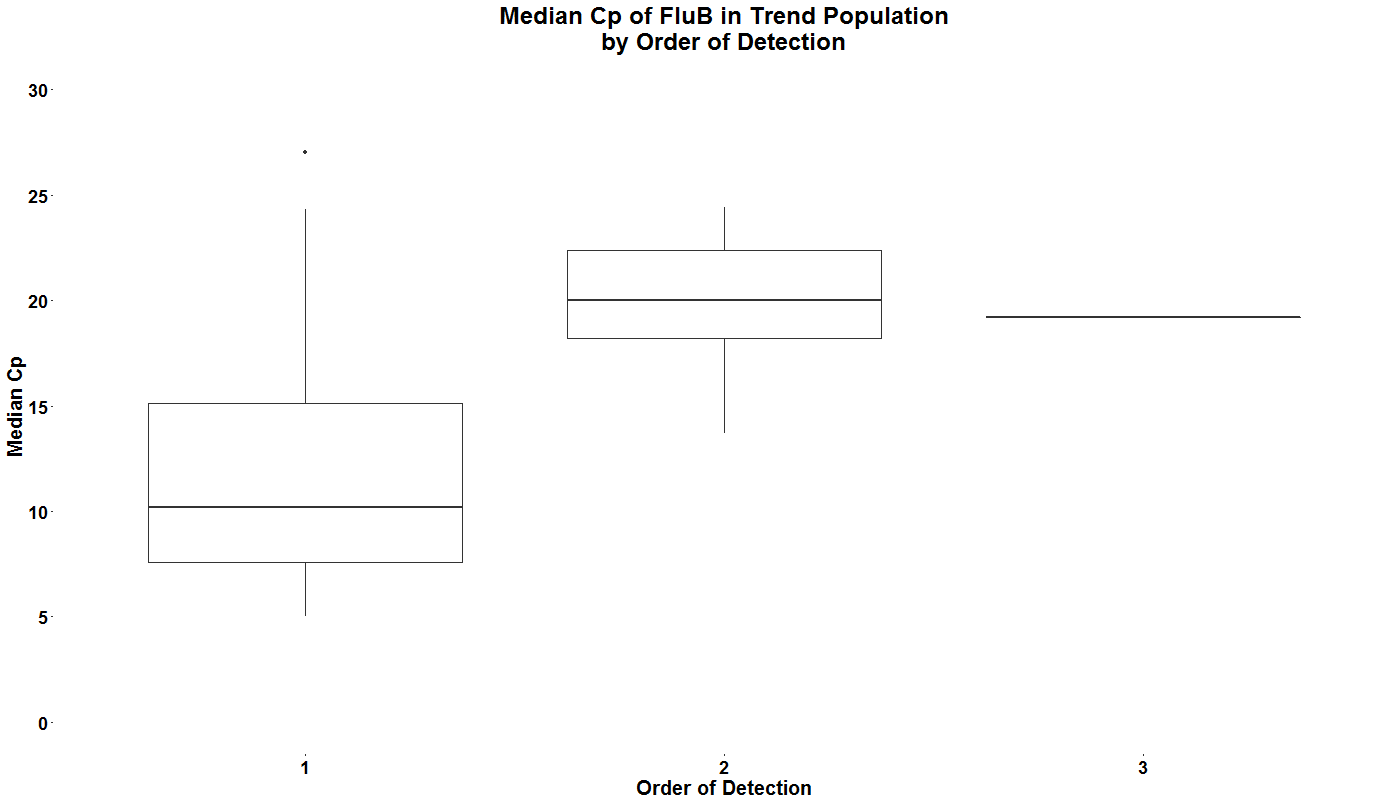 Median Cp of FluB in Trend Population
by Order of Detection
30
25
20
15
10
5
0
Median Cp
1
2
3
Order of Detection